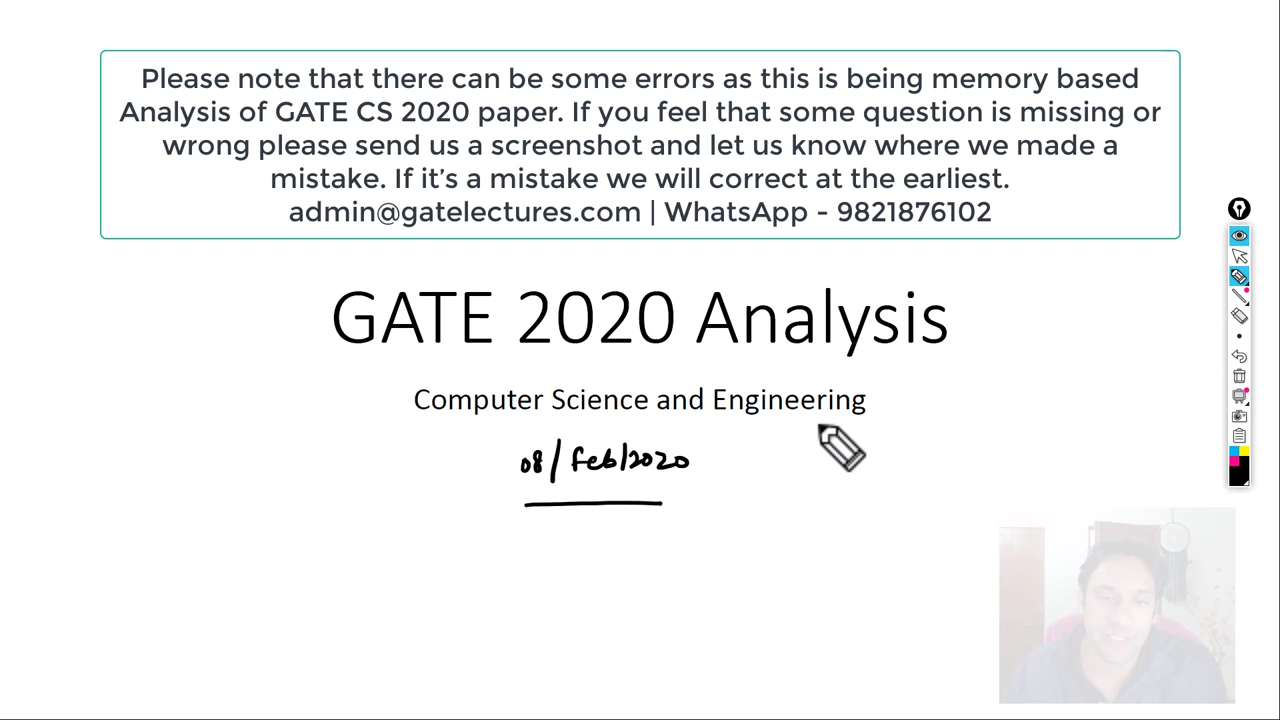 Please note that there can be some errors as this is being memory based
Analysis of GATE CS 2020 paper. If you feel that some question is missing or
wrong please send us a screenshot and let us know where we made a
mistake. If it’s a mistake we will correct at the earliest.
admin@gatelectures.com | WhatsApp - 9821876102
GATE 2020 Analysis
Computer Science and Engineering
08/Feb/2020